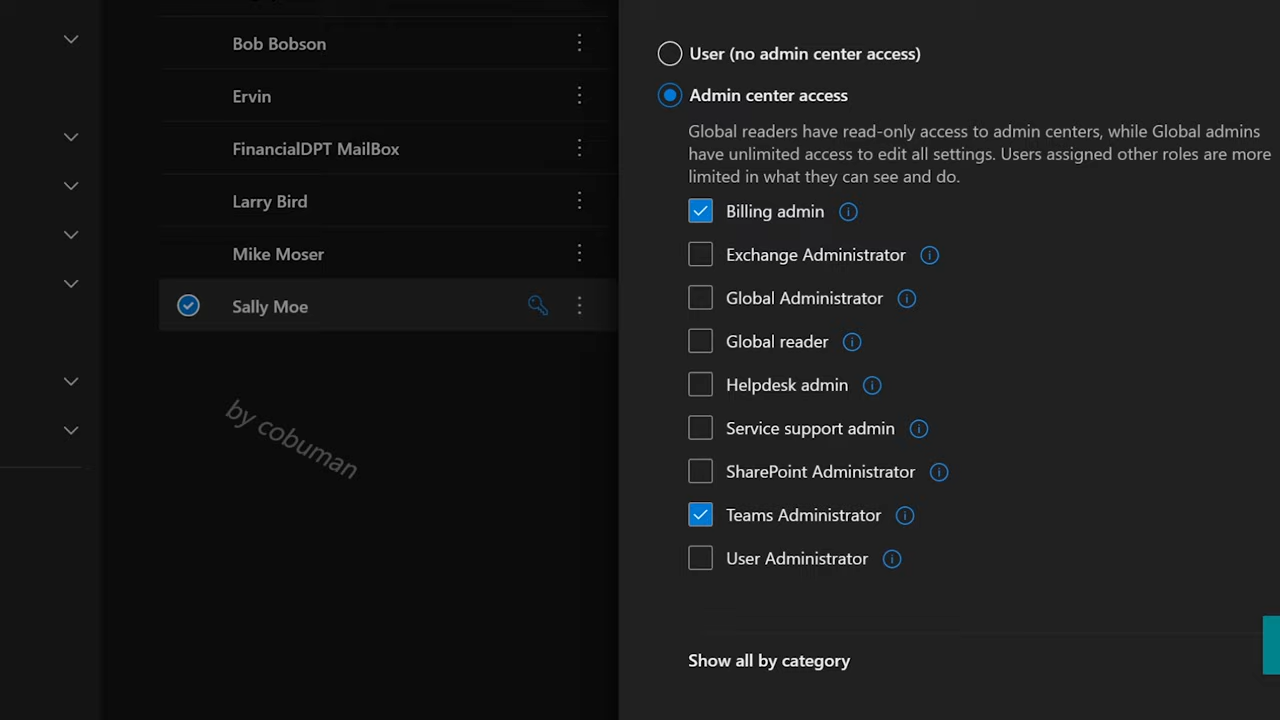 Bob Bobson
Ervin
FinancialDPT MailBox
Larry Bird
Mike Moser
Sally Moe
by cobuman
User (no admin center access)
Admin center access
Global readers have read-only access to admin centers, while Global admins
have unlimited access to edit all settings. Users assigned other roles are more
limited in what they can see and do.
Billing admin
Exchange Administrator
Global Administrator
Global reader
Helpdesk admin
Service support admin
SharePoint Administrator
Teams Administrator
User Administrator
Show all by category